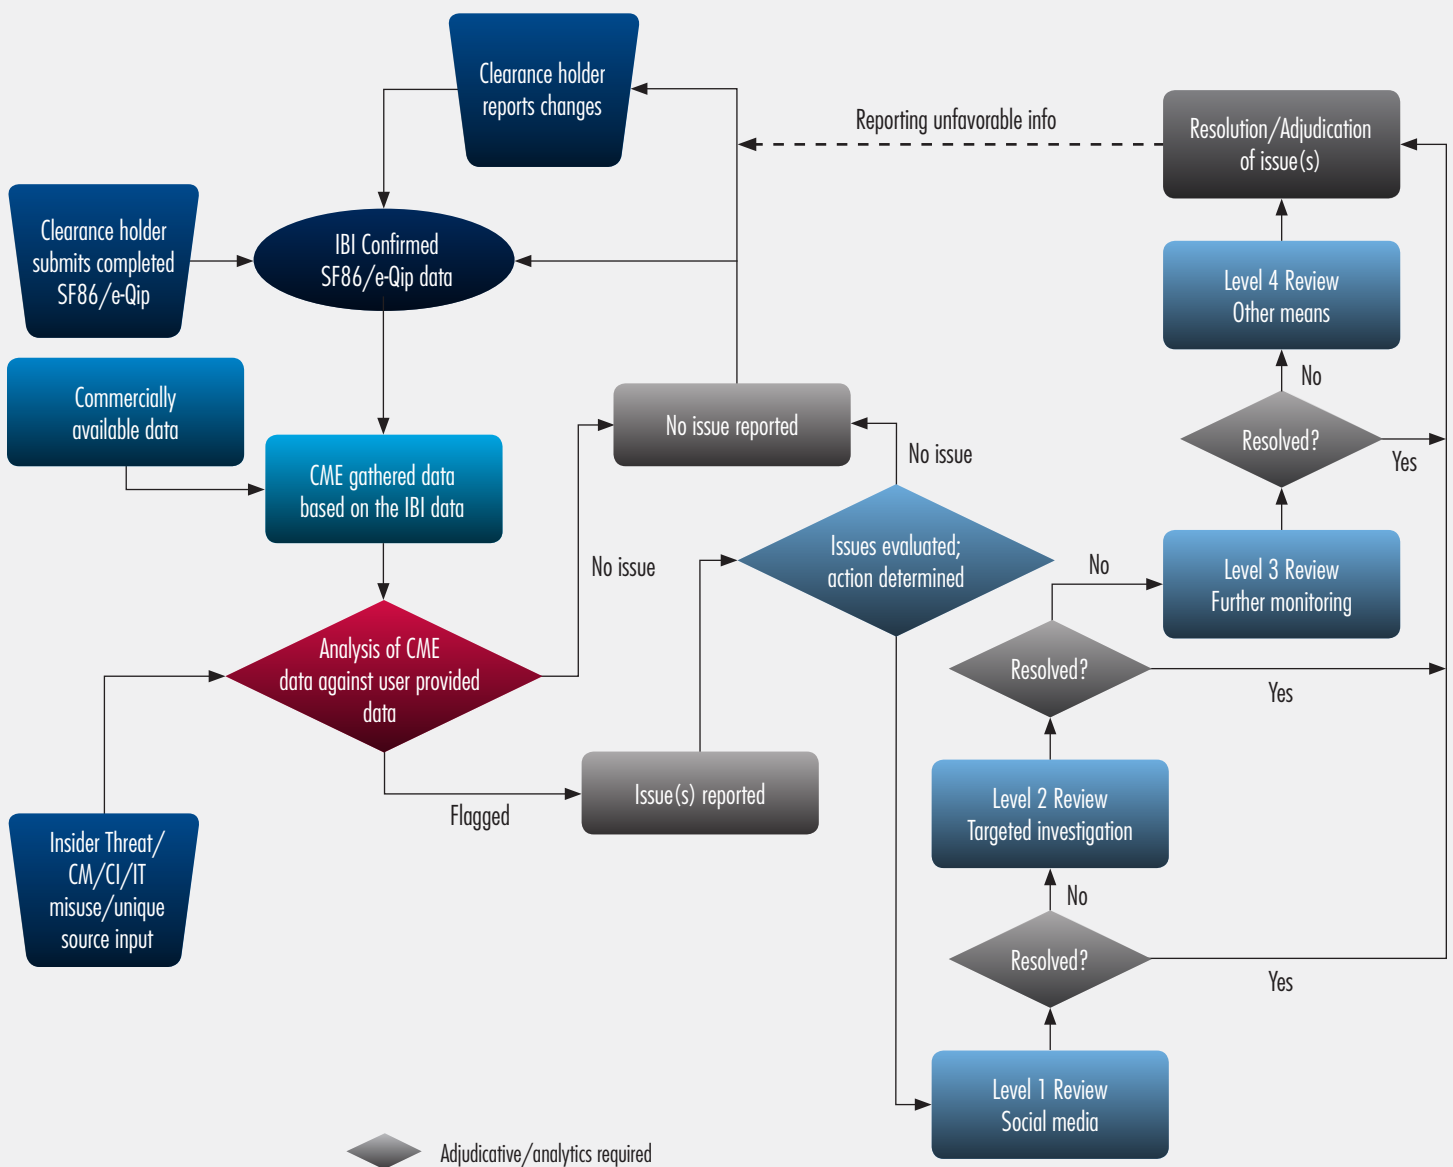 Clearance holder
reports changes
Reporting unfavorable info
Resolution/Adjudication
of issue(s)
Clearance holder
submits completed
SF86/e-Qip
IBI Confirmed
SF86/e-Qip data
Level 4 Review
Other means
No
Commercially
available data
No issue reported
Resolved?
Yes
No issue
CME gathered data
based on the IBI data
No issue
Issues evaluated;
action determined
No
Level 3 Review
Further monitoring
Analysis of CME
data against user provided
data
Resolved?
Yes
Issue(s) reported
Flagged
Level 2 Review
Targeted investigation
Insider Threat/
CM/CI/IT
misuse/unique
source input
No
Resolved?
Yes
Level 1 Review
Social media
Adjudicative/analytics required